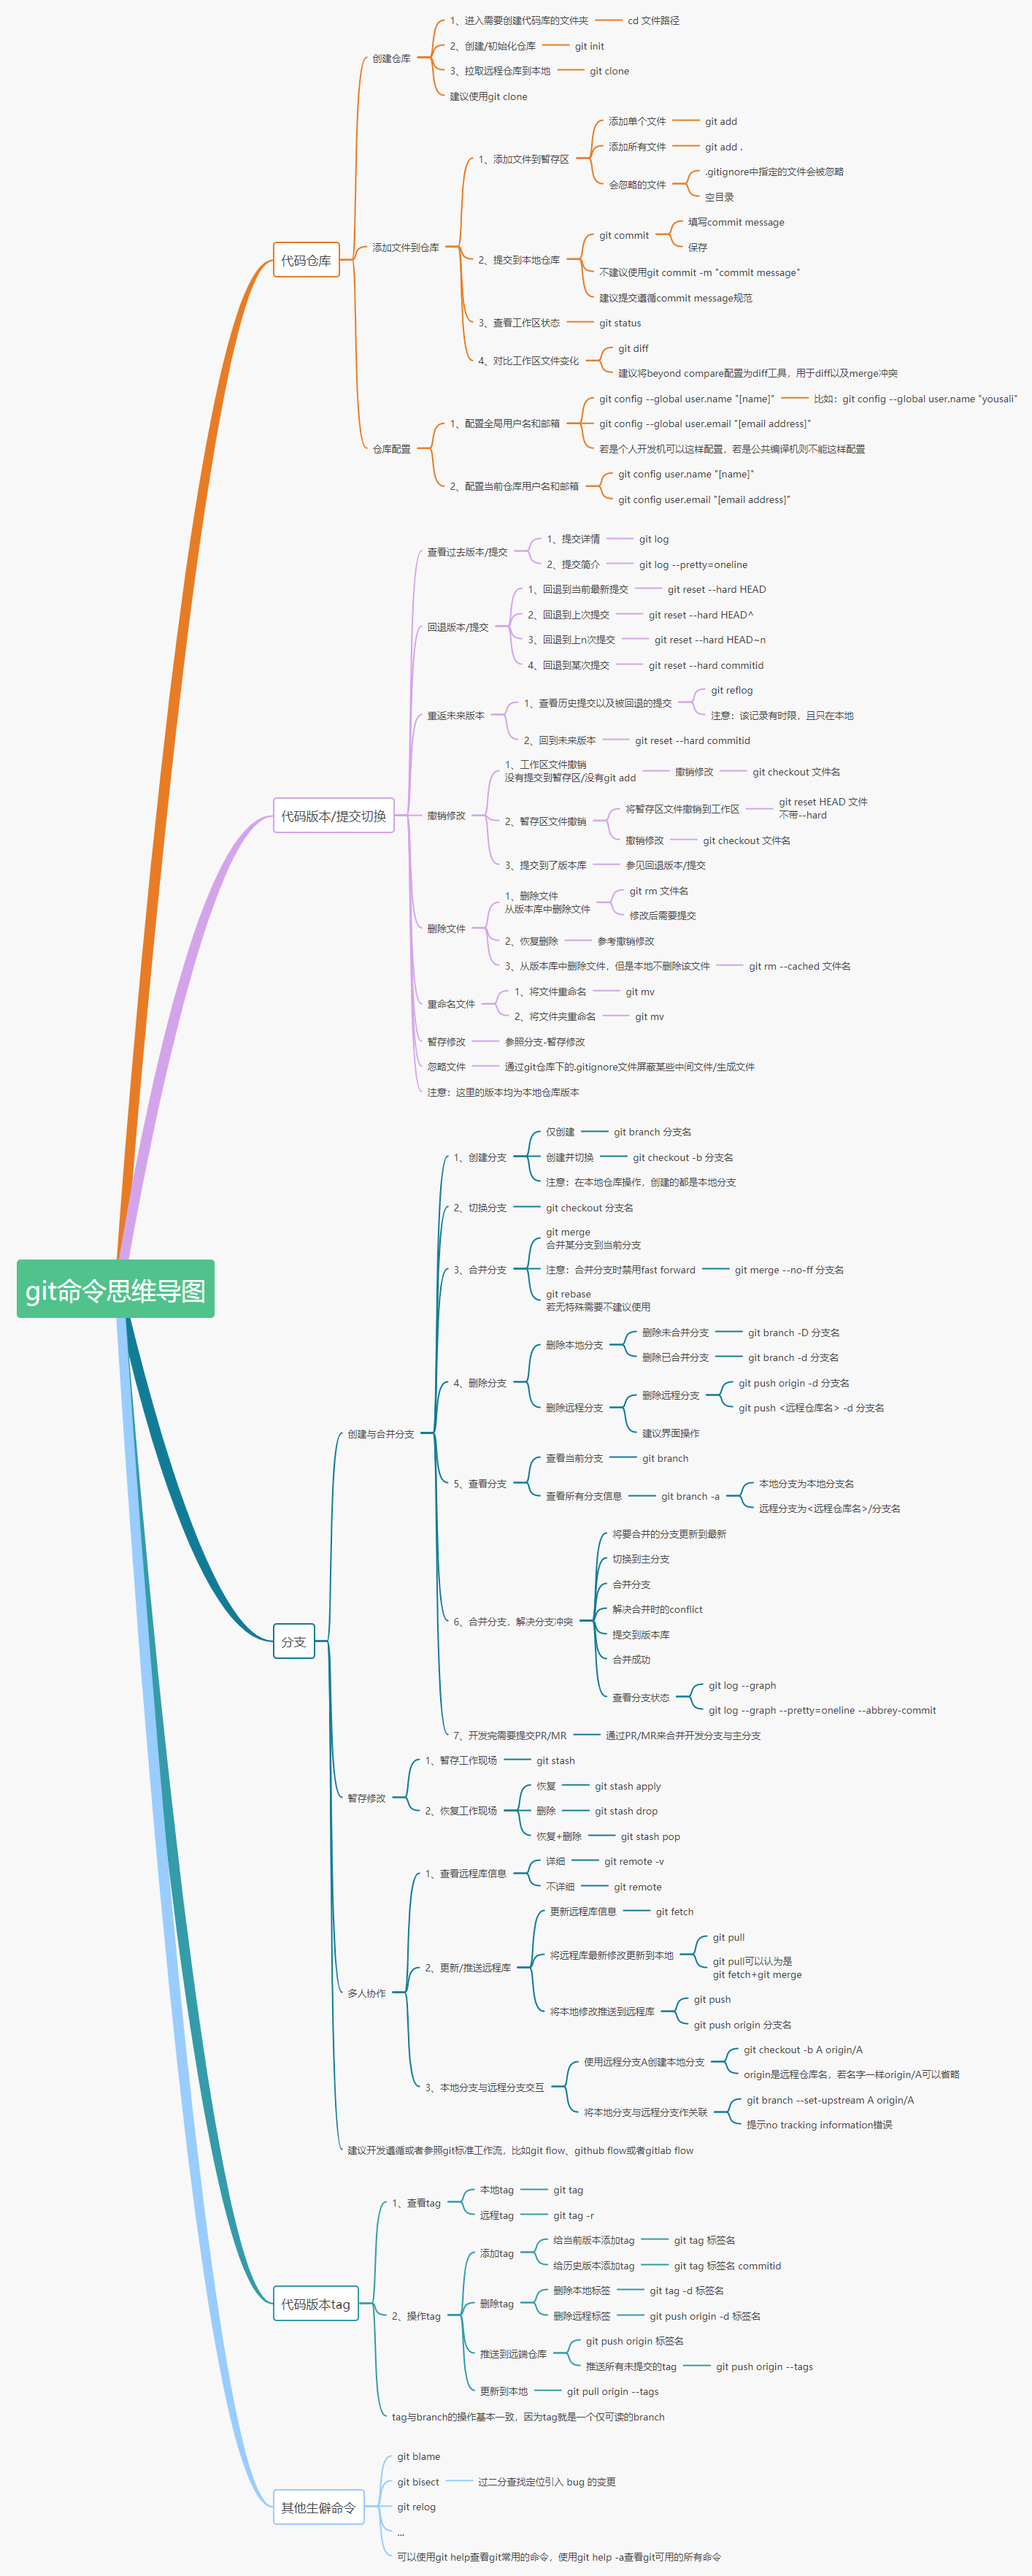 git命令思维导图
代码仓库
创建仓库
1、进入需要创建代码库的文件夹
cd 文件路径
2、创建/初始化仓库
git init
3、拉取远程仓库到本地
git clone
建议使用git clone
添加文件到仓库
1、添加文件到暂存区
添加单个文件
git add
添加所有文件
git add .
会忽略的文件
.gitignore中指定的文件会被忽略
空目录
2、提交到本地仓库
git commit
填写commit message
保存
不建议使用git commit -m "commit message"
建议提交遵循commit message规范
3、查看工作区状态
git status
4、对比工作区文件变化
git diff
建议将beyond compare配置为diff工具，用于diff以及merge冲突
仓库配置
1、配置全局用户名和邮箱
git config --global user.name "[name]"
比如：git config --global user.name "yousali"
git config --global user.email "[email address]"
若是个人开发机可以这样配置，若是公共编译机则不能这样配置
2、配置当前仓库用户名和邮箱
git config user.name "[name]"
git config user.email "[email address]"
代码版本/提交切换
查看过去版本/提交
1、提交详情
git log
2、提交简介
git log --pretty=oneline
回退版本/提交
1、回退到当前最新提交
git reset --hard HEAD
2、回退到上次提交
git reset --hard HEAD^
3、回退到上n次提交
git reset --hard HEAD~n
4、回退到某次提交
git reset --hard commitid
重返未来版本
1、查看历史提交以及被回退的提交
git reflog
注意：该记录有时限，且只在本地
2、回到未来版本
git reset --hard commitid
撤销修改
1、工作区文件撤销
没有提交到暂存区/没有git add
撤销修改
git checkout 文件名
2、暂存区文件撤销
将暂存区文件撤销到工作区
git reset HEAD 文件
不带--hard
撤销修改
git checkout 文件名
3、提交到了版本库
参见回退版本/提交
删除文件
1、删除文件
从版本库中删除文件
git rm 文件名
修改后需要提交
2、恢复删除
参考撤销修改
3、从版本库中删除文件，但是本地不删除该文件
git rm --cached 文件名
重命名文件
1、将文件重命名
git mv
2、将文件夹重命名
git mv
暂存修改
参照分支-暂存修改
忽略文件
通过git仓库下的.gitignore文件屏蔽某些中间文件/生成文件
注意：这里的版本均为本地仓库版本
分支
创建与合并分支
1、创建分支
仅创建
git branch 分支名
创建并切换
git checkout -b 分支名
注意：在本地仓库操作，创建的都是本地分支
2、切换分支
git checkout 分支名
3、合并分支
git merge
合并某分支到当前分支
注意：合并分支时禁用fast forward
git merge --no-ff 分支名
git rebase
若无特殊需要不建议使用
4、删除分支
删除本地分支
删除未合并分支
git branch -D 分支名
删除已合并分支
git branch -d 分支名
删除远程分支
删除远程分支
git push origin -d 分支名
git push <远程仓库名> -d 分支名
建议界面操作
5、查看分支
查看当前分支
git branch
查看所有分支信息
git branch -a
本地分支为本地分支名
远程分支为<远程仓库名>/分支名
6、合并分支，解决分支冲突
将要合并的分支更新到最新
切换到主分支
合并分支
解决合并时的conflict
提交到版本库
合并成功
查看分支状态
git log --graph
git log --graph --pretty=oneline --abbrey-commit
7、开发完需要提交PR/MR
通过PR/MR来合并开发分支与主分支
暂存修改
1、暂存工作现场
git stash
2、恢复工作现场
恢复
git stash apply
删除
git stash drop
恢复+删除
git stash pop
多人协作
1、查看远程库信息
详细
git remote -v
不详细
git remote
2、更新/推送远程库
更新远程库信息
git fetch
将远程库最新修改更新到本地
git pull
git pull可以认为是
git fetch+git merge
将本地修改推送到远程库
git push
git push origin 分支名
3、本地分支与远程分支交互
使用远程分支A创建本地分支
git checkout -b A origin/A
origin是远程仓库名，若名字一样origin/A可以省略
将本地分支与远程分支作关联
git branch --set-upstream A origin/A
提示no tracking information错误
建议开发遵循或者参照git标准工作流，比如git flow、github flow或者gitlab flow
代码版本tag
1、查看tag
本地tag
git tag
远程tag
git tag -r
2、操作tag
添加tag
给当前版本添加tag
git tag 标签名
给历史版本添加tag
git tag 标签名 commitid
删除tag
删除本地标签
git tag -d 标签名
删除远程标签
git push origin -d 标签名
推送到远端仓库
git push origin 标签名
推送所有未提交的tag
git push origin --tags
更新到本地
git pull origin --tags
tag与branch的操作基本一致，因为tag就是一个仅可读的branch
其他生僻命令
git blame
git bisect
过二分查找定位引入 bug 的变更
git relog
...
可以使用git help查看git常用的命令，使用git help -a查看git可用的所有命令